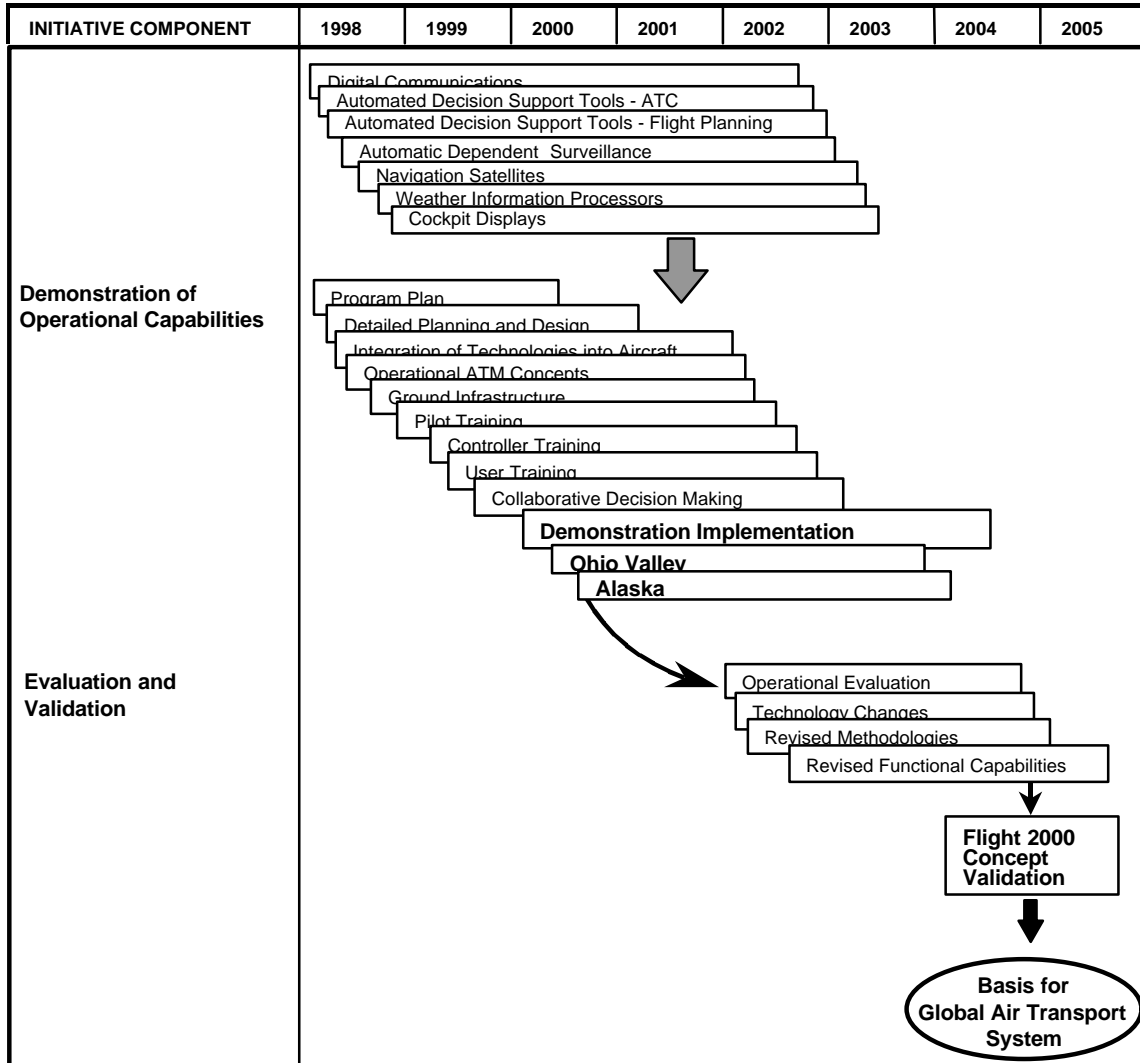 INITIATIVE COMPONENT 1998 1999 2000 2001 2002 2003 2004 2005
Digital Communications
Automated Decision Support Tools - ATC
Automated Decision Support Tools - Flight Planning
Automatic Dependent Surveillance
Navigation Satellites
Weather Information Processors
Cockpit Displays
Demonstration of
Operational Capabilities
Program Plan
Detailed Planning and Design
Integration of Technologies into Aircraft
Operational ATM Concepts
Ground Infrastructure
Pilot Training
Controller Training
User Training
Collaborative Decision Making
Demonstration Implementation
Ohio Valley
Alaska
Evaluation and
Validation
Operational Evaluation
Technology Changes
Revised Methodologies
Revised Functional Capabilities
Flight 2000
Concept
Validation
Basis for
Global Air Transport
System